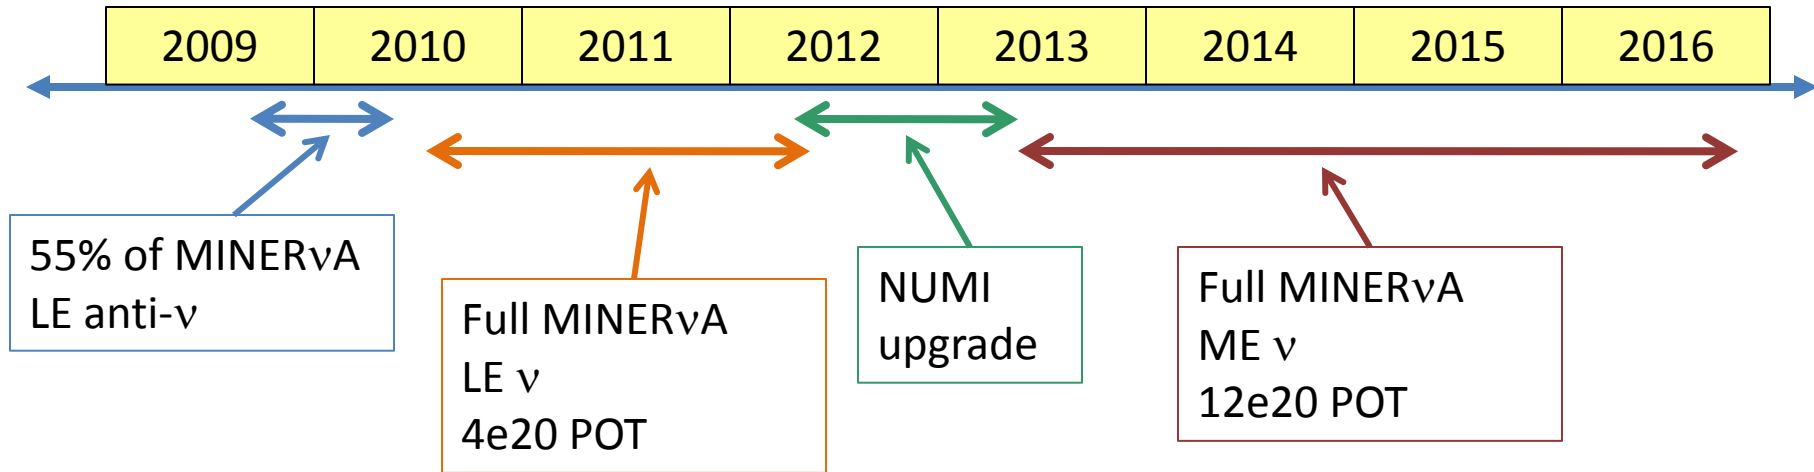 2009 2010 2011 2012 2013 2014 2015 2016
55% of MINERνA
LE anti-ν
Full MINERνA
LE ν
4e20 POT
NUMI
upgrade
Full MINERνA
ME ν
12e20 POT